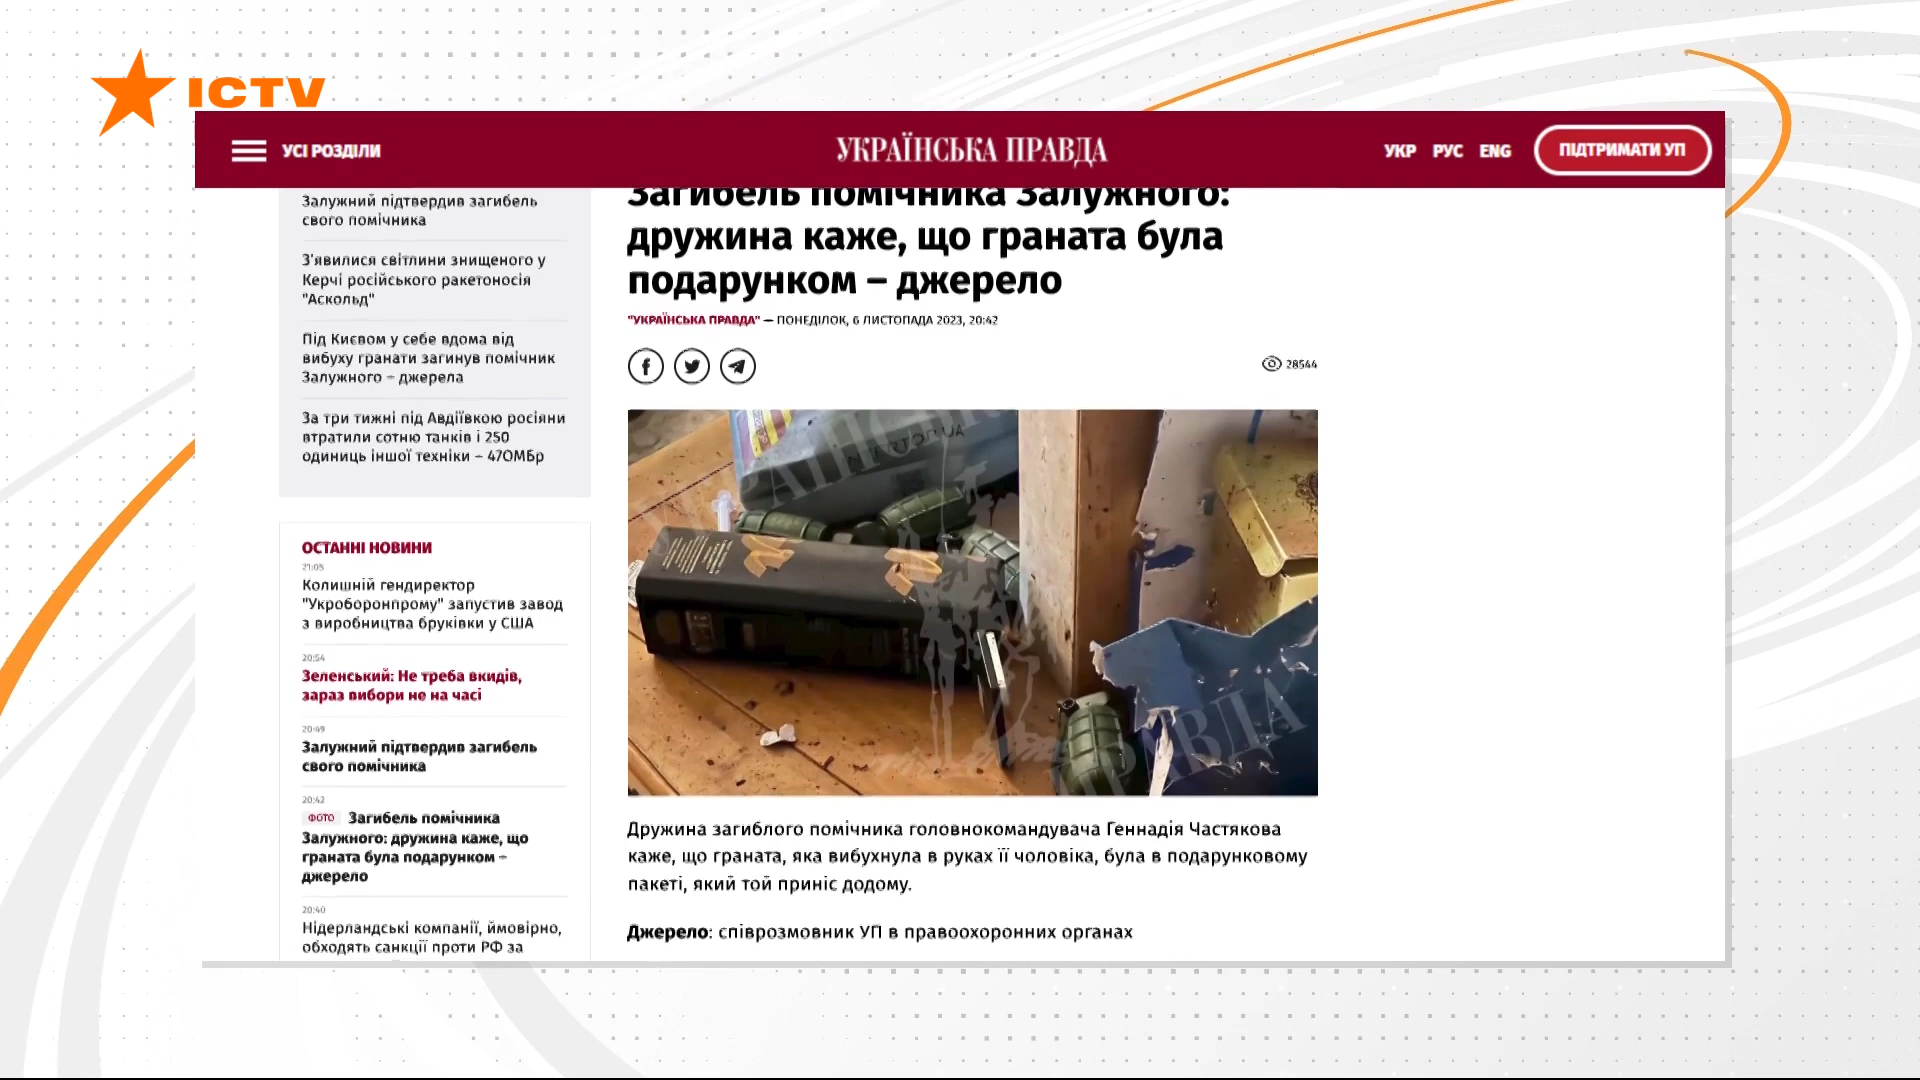 ICTV
УСІ РОЗДІЛИ
УКРАЇНСЬКА ПРАВДА
УКР РУС ENG
ПІДТРИМАТИ УП
Залужний підтвердив загибель
свого помічника
З'явилися світлини знищеного у
Керчі російського ракетоносія
"Аскольд"
Під Києвом у себе вдома від
вибуху гранати загинув помічник
Залужного – джерела
За три тижні під Авдіївкою росіяни
втратили сотню танків і 250
одиниць іншої техніки – 47ОМБр
ОСТАННІ НОВИНИ
21:05
Колишній гендиректор
"Укроборонпрому" запустив завод
з виробництва бруківки у США
20:54
Зеленський: Не треба вкидів,
зараз вибори не на часі
20:49
Залужний підтвердив загибель
свого помічника
20:42
ФОТО Загибель помічника
Залужного: дружина каже, що
граната була подарунком –
джерело
20:40
Нідерландські компанії, ймовірно,
обходять санкції проти РФ за
Загибель помічника Залужного:
дружина каже, що граната була
подарунком – джерело
"УКРАЇНСЬКА ПРАВДА" — ПОНЕДІЛОК, 6 ЛИСТОПАДА 2023, 20:42
28544
ПРАВДА
Дружина загиблого помічника головнокомандувача Геннадія Частякова
каже, що граната, яка вибухнула в руках її чоловіка, була в подарунковому
пакеті, який той приніс додому.
Джерело: співрозмовник УП в правоохоронних органах